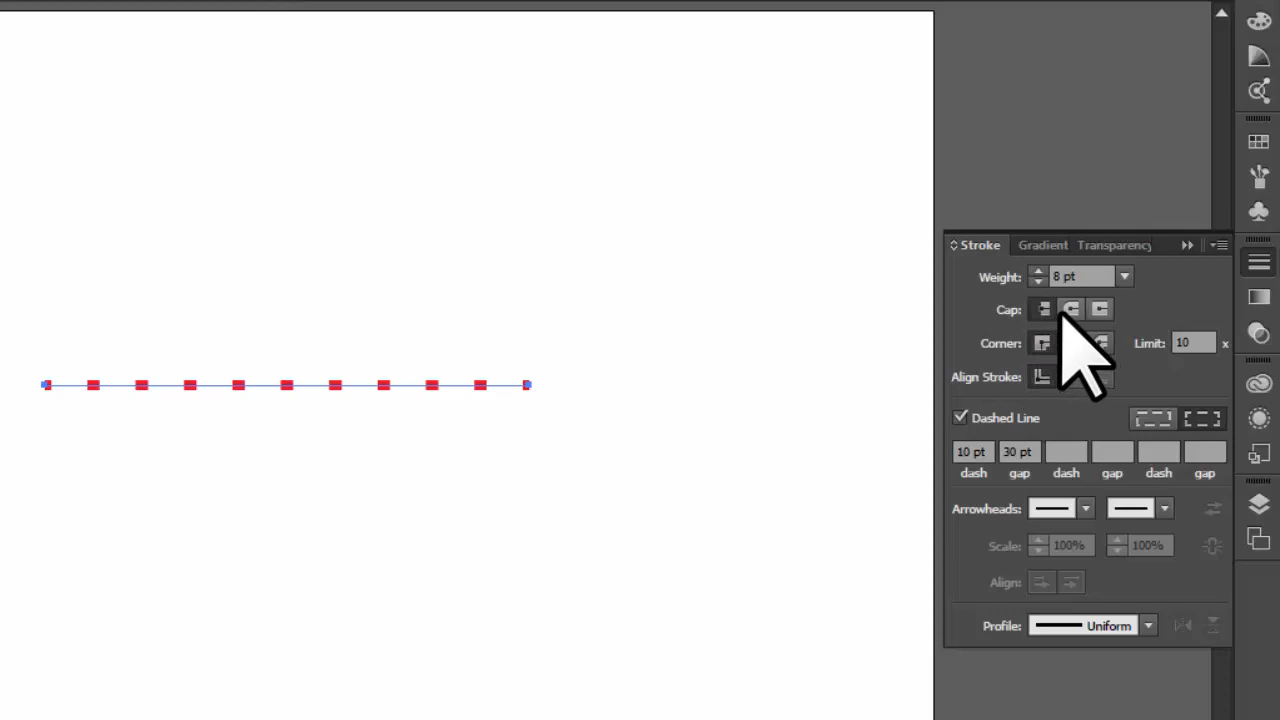 Stroke Gradient Transparency
Weight: 8 pt
Cap:
Corner: Limit: 10 x
Align Stroke:
Dashed Line
10 pt 30 pt
dash gap dash gap dash gap
Arrowheads:
Scale: 100% 100%
Align:
Profile: Uniform